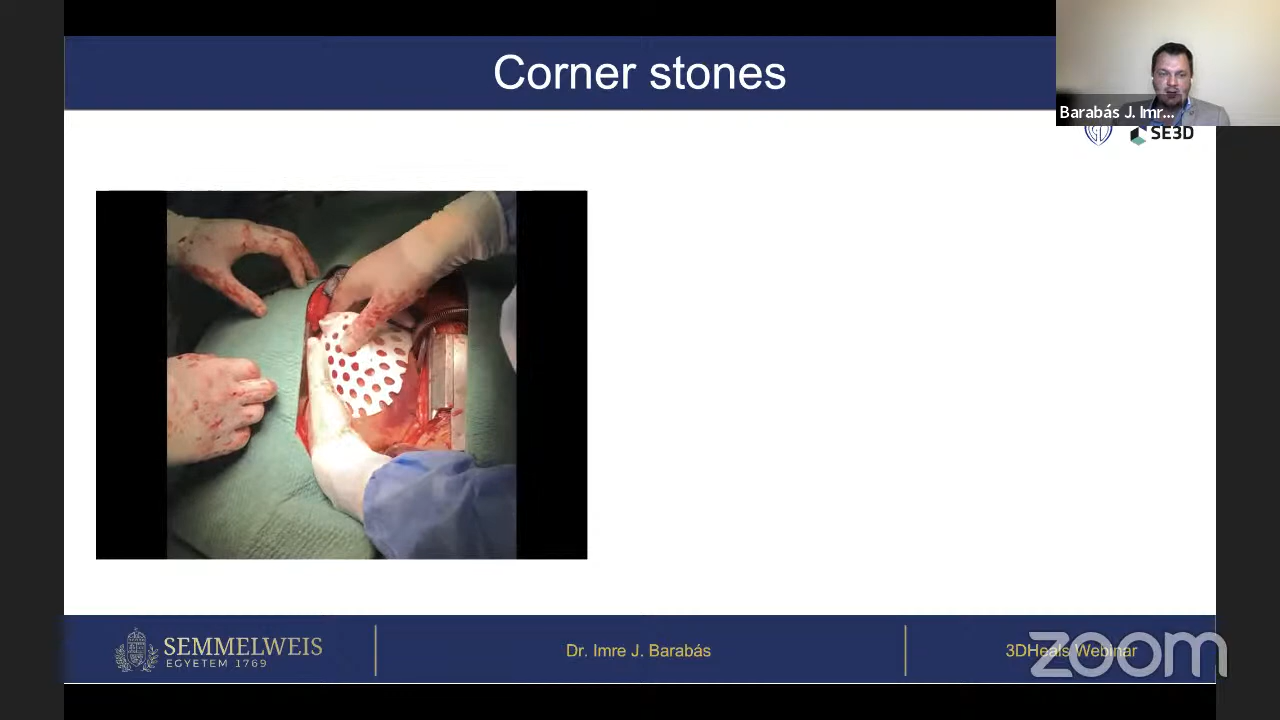 Corner stones
Barabás J. Imr...
SE3D
SEMMELWEIS
EGYETEM 1769
Dr. Imre J. Barabás
3DHeals Webinar
zoom